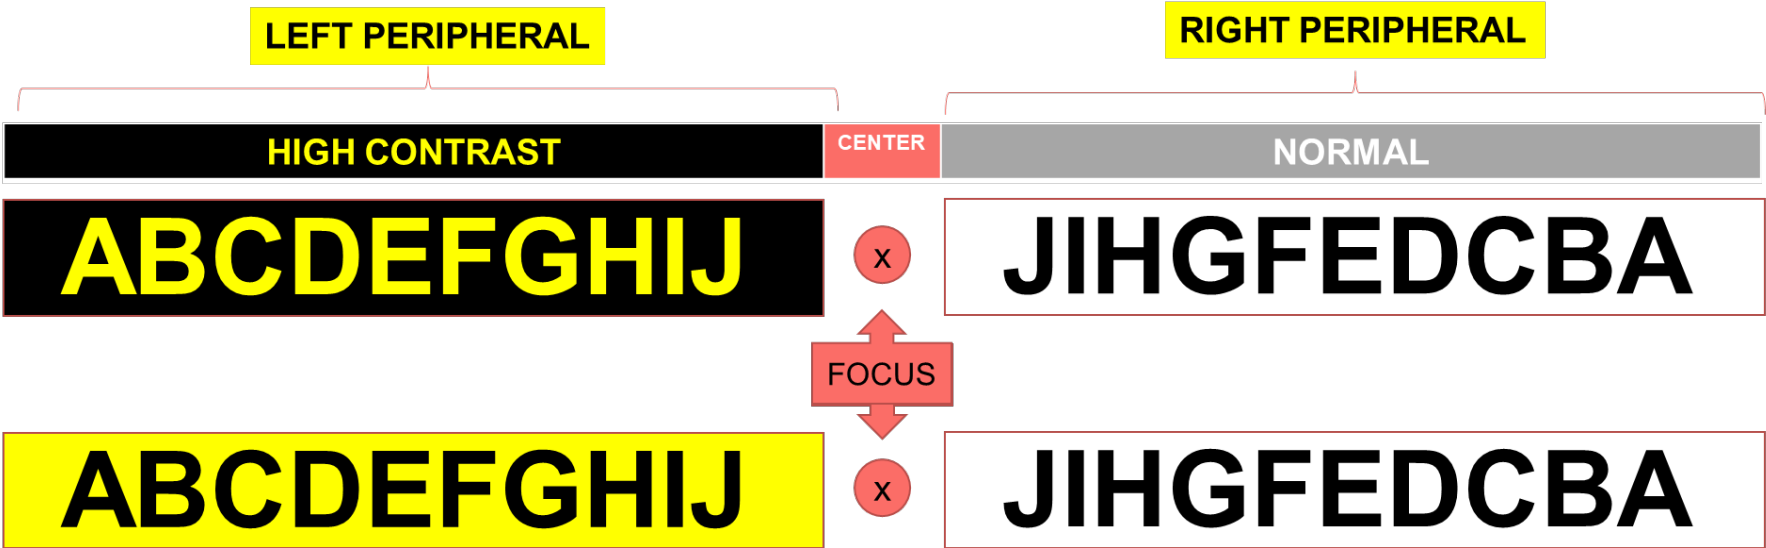 LEFT PERIPHERAL
RIGHT PERIPHERAL
HIGH CONTRAST
CENTER
NORMAL
ABCDEFGHIJ
x
JIHGFEDCBA
FOCUS
ABCDEFGHIJ
x
JIHGFEDCBA